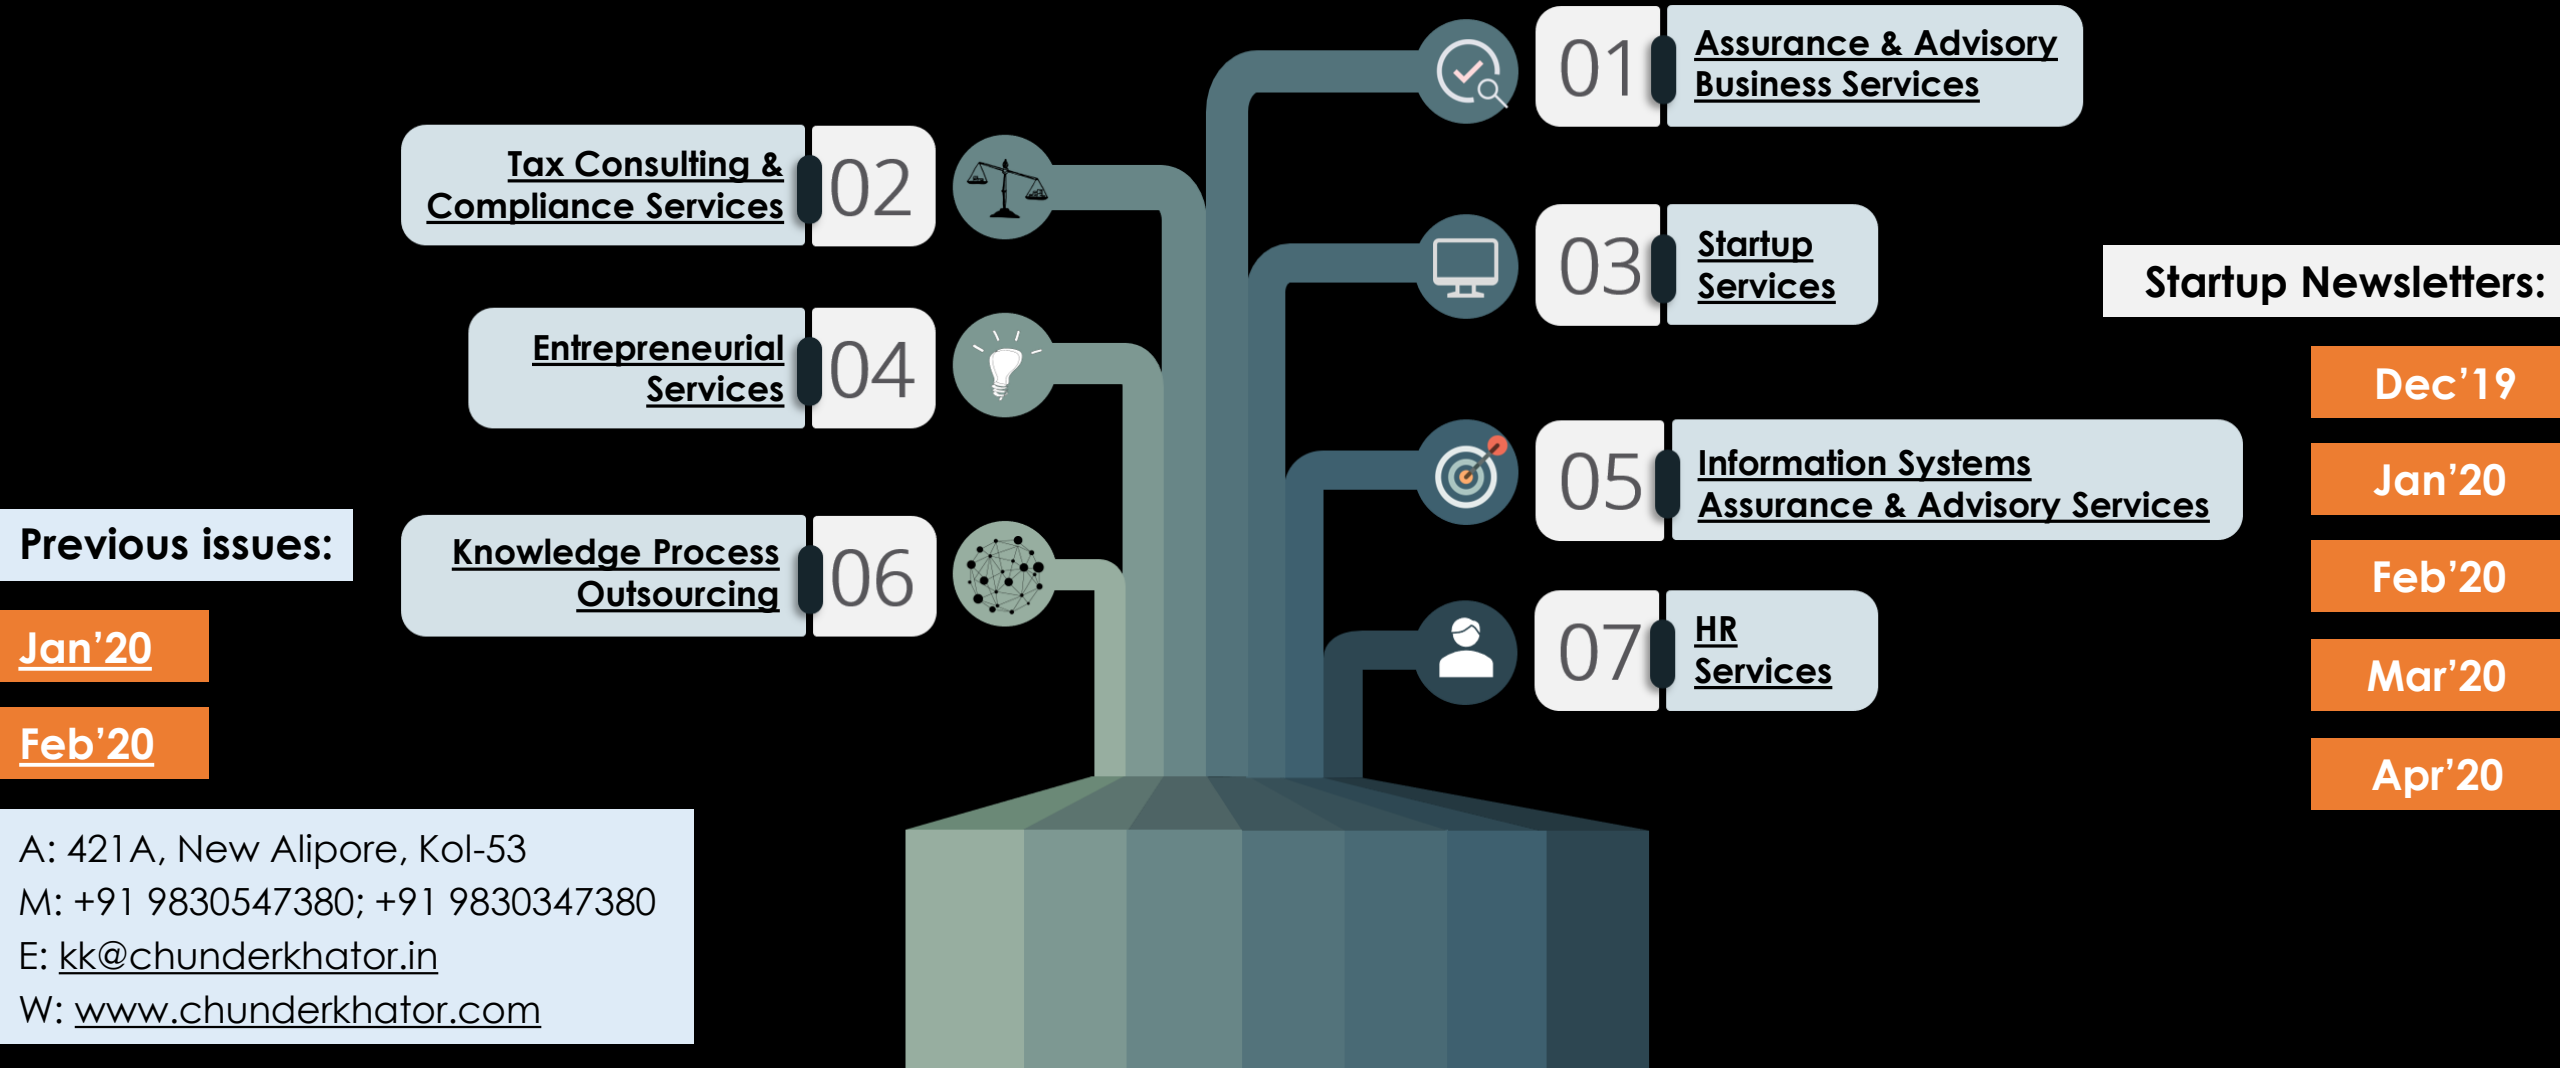 01
Assurance & Advisory
Business Services
02
Tax Consulting &
Compliance Services
03
Startup
Services
04
Entrepreneurial
Services
05
Information Systems
Assurance & Advisory Services
06
Knowledge Process
Outsourcing
07
HR
Services
Previous issues:
Jan’20
Feb’20
A: 421A, New Alipore, Kol-53
M: +91 9830547380; +91 9830347380
E: kk@chunderkhator.in
W: www.chunderkhator.com
Startup Newsletters:
Dec’19
Jan’20
Feb’20
Mar’20
Apr’20